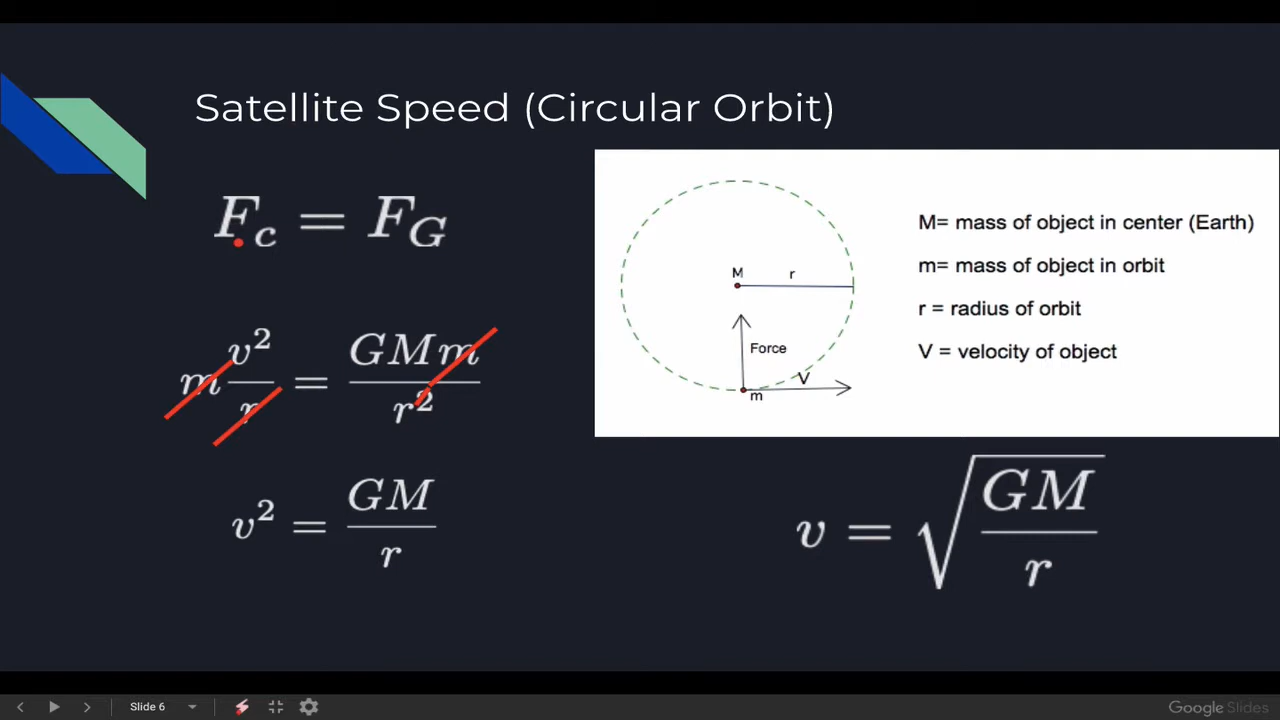 Satellite Speed (Circular Orbit)
F_c = F_G
m v²/r = GMm/r²
v² = GM/r
M
r
Force
V
m
M= mass of object in center (Earth)
m= mass of object in orbit
r = radius of orbit
V = velocity of object
v = √(GM/r)
Slide 6
Google Slides